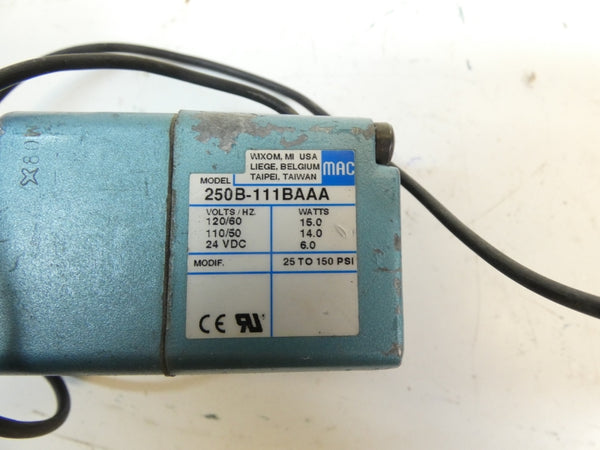 WIXOM, MI USA
LIEGE, BELGIUM
TAIPEI, TAIWAN
MAC
MODEL
250B-111BAAA
VOLTS/HZ. WATTS
120/60 15.0
110/50 14.0
24 VDC 6.0
MODIF. 25 TO 150 PSI
CE RU